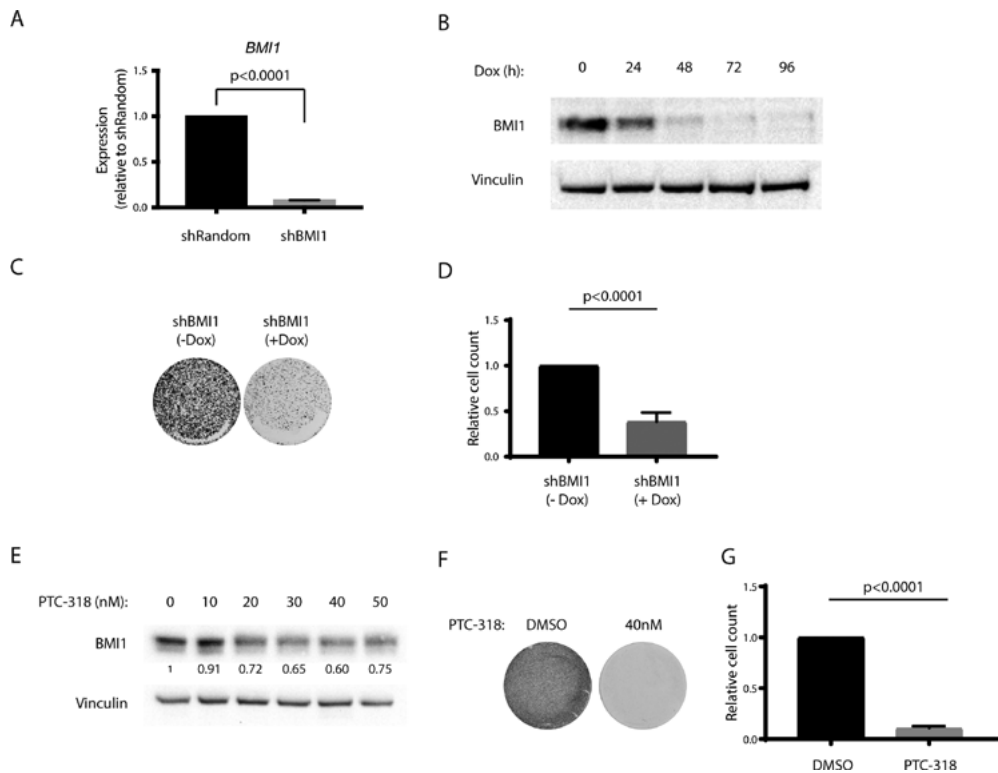 A
BMI1
p<0.0001
Expression
(relative to shRandom)
1.5
1.0
0.5
0.0
shRandom shBMI1
B
Dox (h): 0 24 48 72 96
BMI1
Vinculin
C
shBMI1 shBMI1
(-Dox) (+Dox)
D
p<0.0001
Relative cell count
1.5
1.0
0.5
0.0
shBMI1 shBMI1
(- Dox) (+ Dox)
E
PTC-318 (nM): 0 10 20 30 40 50
BMI1
1 0.91 0.72 0.65 0.60 0.75
Vinculin
F
PTC-318: DMSO 40nM
G
p<0.0001
Relative cell count
1.5
1.0
0.5
0.0
DMSO PTC-318